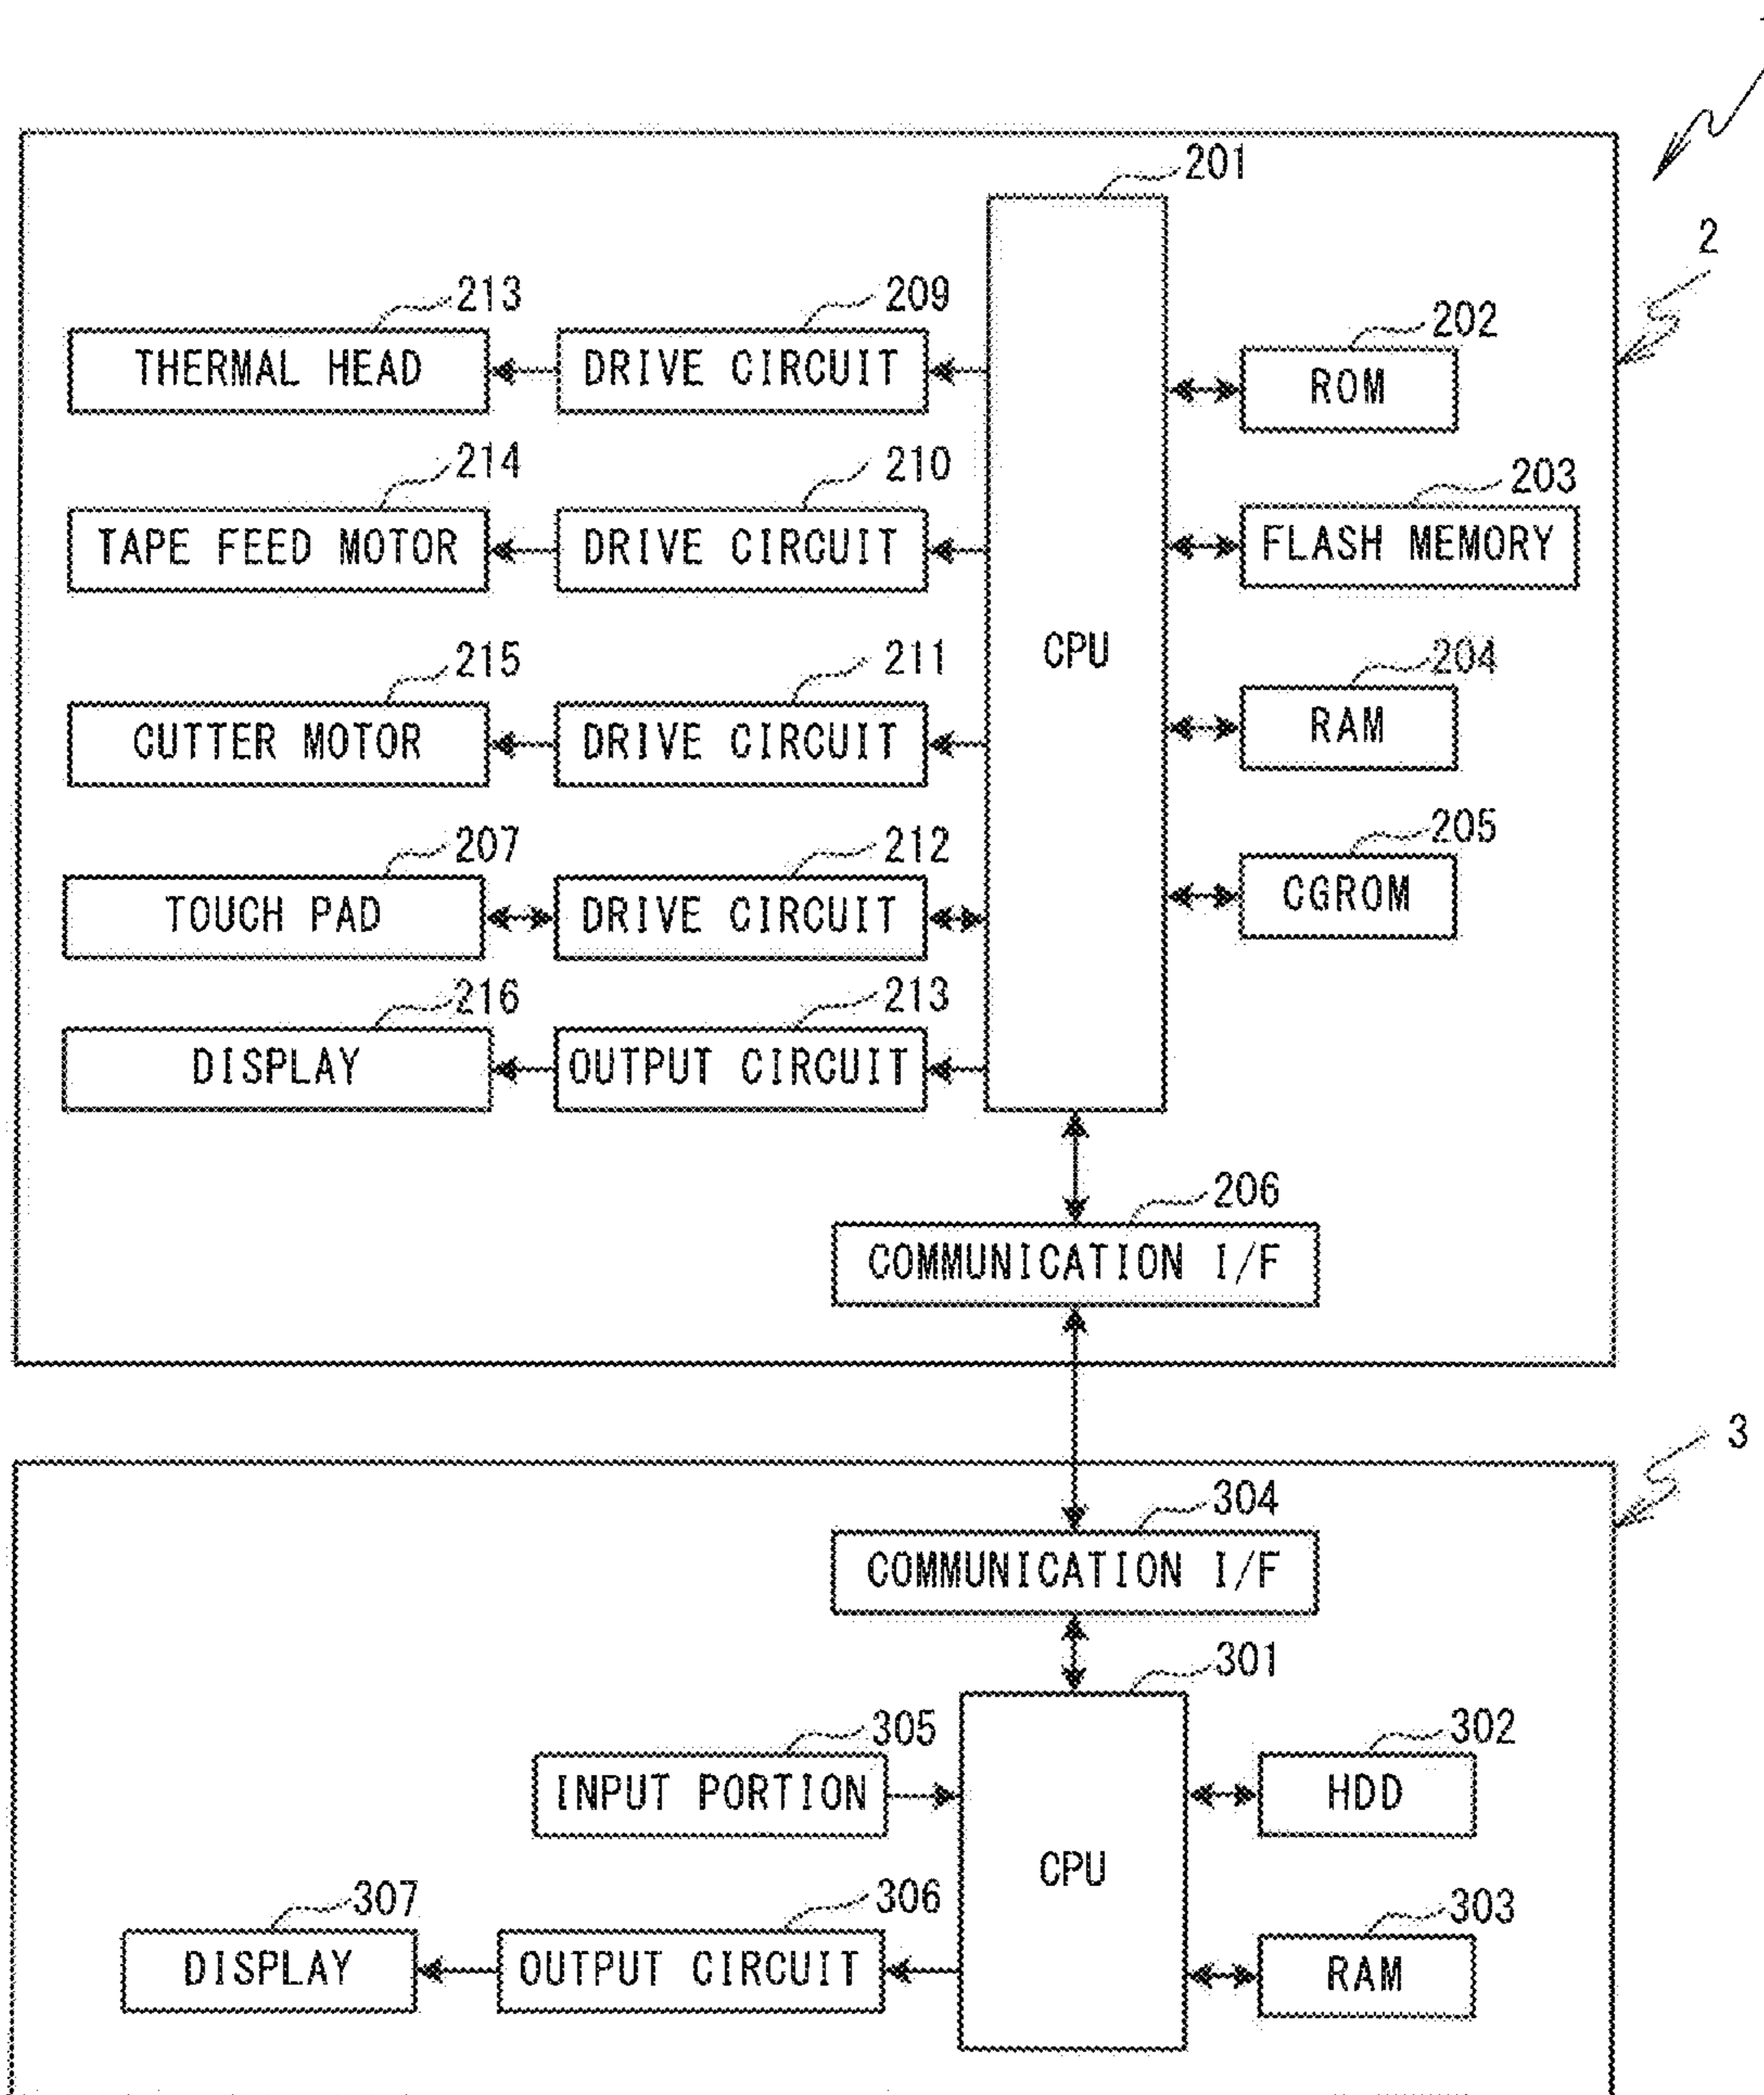 201
2
213
209
202
THERMAL HEAD
DRIVE CIRCUIT
ROM
214
210
203
TAPE FEED MOTOR
DRIVE CIRCUIT
FLASH MEMORY
CPU
215
211
204
CUTTER MOTOR
DRIVE CIRCUIT
RAM
207
212
205
TOUCH PAD
DRIVE CIRCUIT
CGROM
216
213
DISPLAY
OUTPUT CIRCUIT
206
COMMUNICATION I/F
3
304
COMMUNICATION I/F
301
305
302
INPUT PORTION
HDD
CPU
307
306
303
DISPLAY
OUTPUT CIRCUIT
RAM